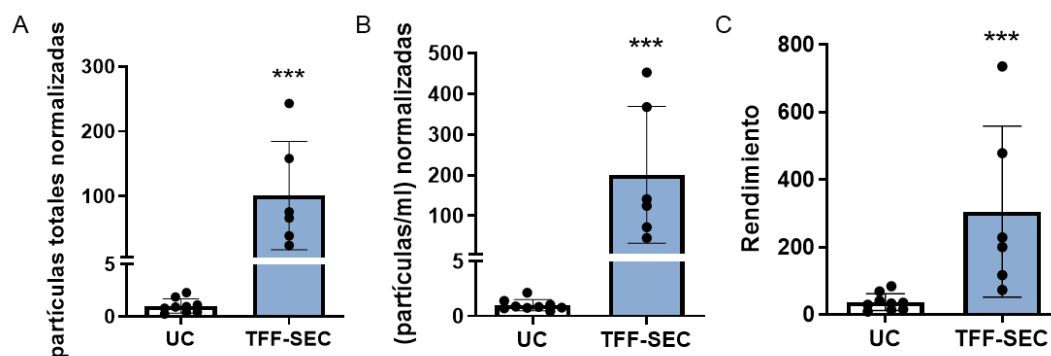 A
partículas totales normalizadas
300
200
100
5
0
***
UC
TFF-SEC
B
(partículas/ml) normalizadas
500
400
300
200
100
5
0
***
UC
TFF-SEC
C
Rendimiento
800
600
400
200
0
***
UC
TFF-SEC